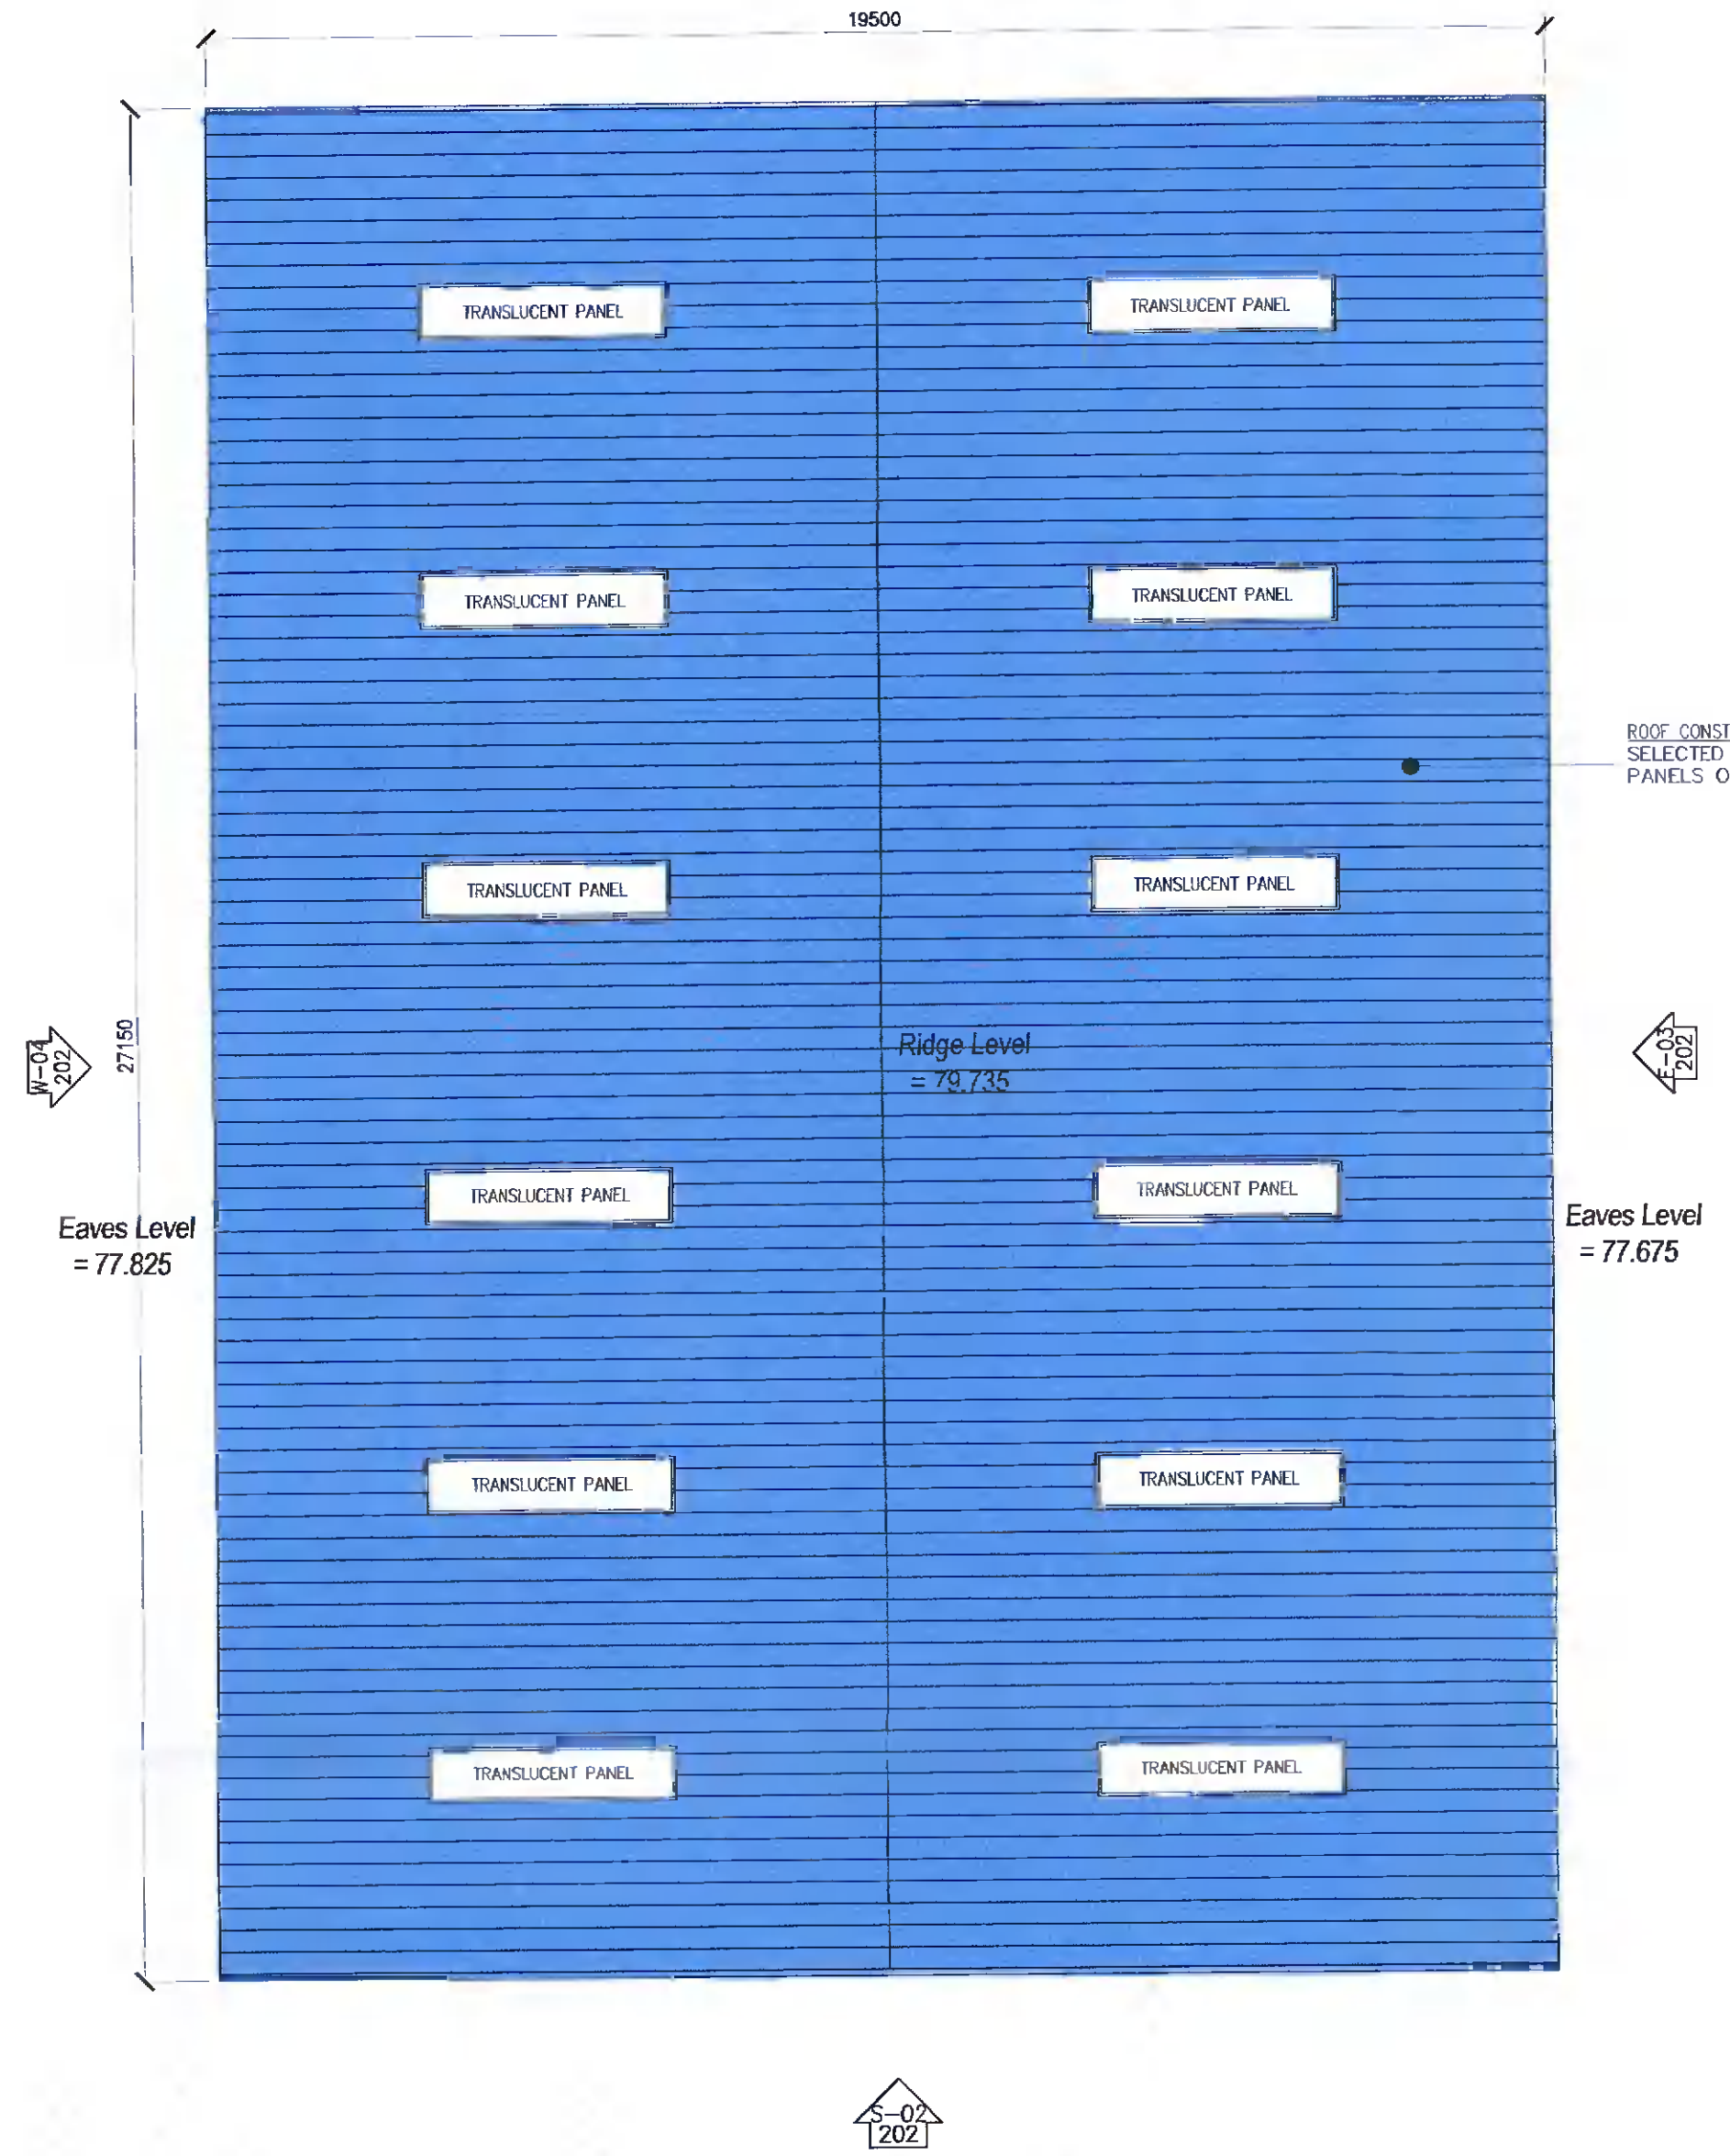 19500
TRANSLUCENT PANEL
TRANSLUCENT PANEL
TRANSLUCENT PANEL
TRANSLUCENT PANEL
ROOF CONST
SELECTED
PANELS O
TRANSLUCENT PANEL
TRANSLUCENT PANEL
W-04
202
27150
Ridge Level
= 79.735
E-03
202
TRANSLUCENT PANEL
TRANSLUCENT PANEL
Eaves Level
= 77.825
Eaves Level
= 77.675
TRANSLUCENT PANEL
TRANSLUCENT PANEL
TRANSLUCENT PANEL
TRANSLUCENT PANEL
S-02
202